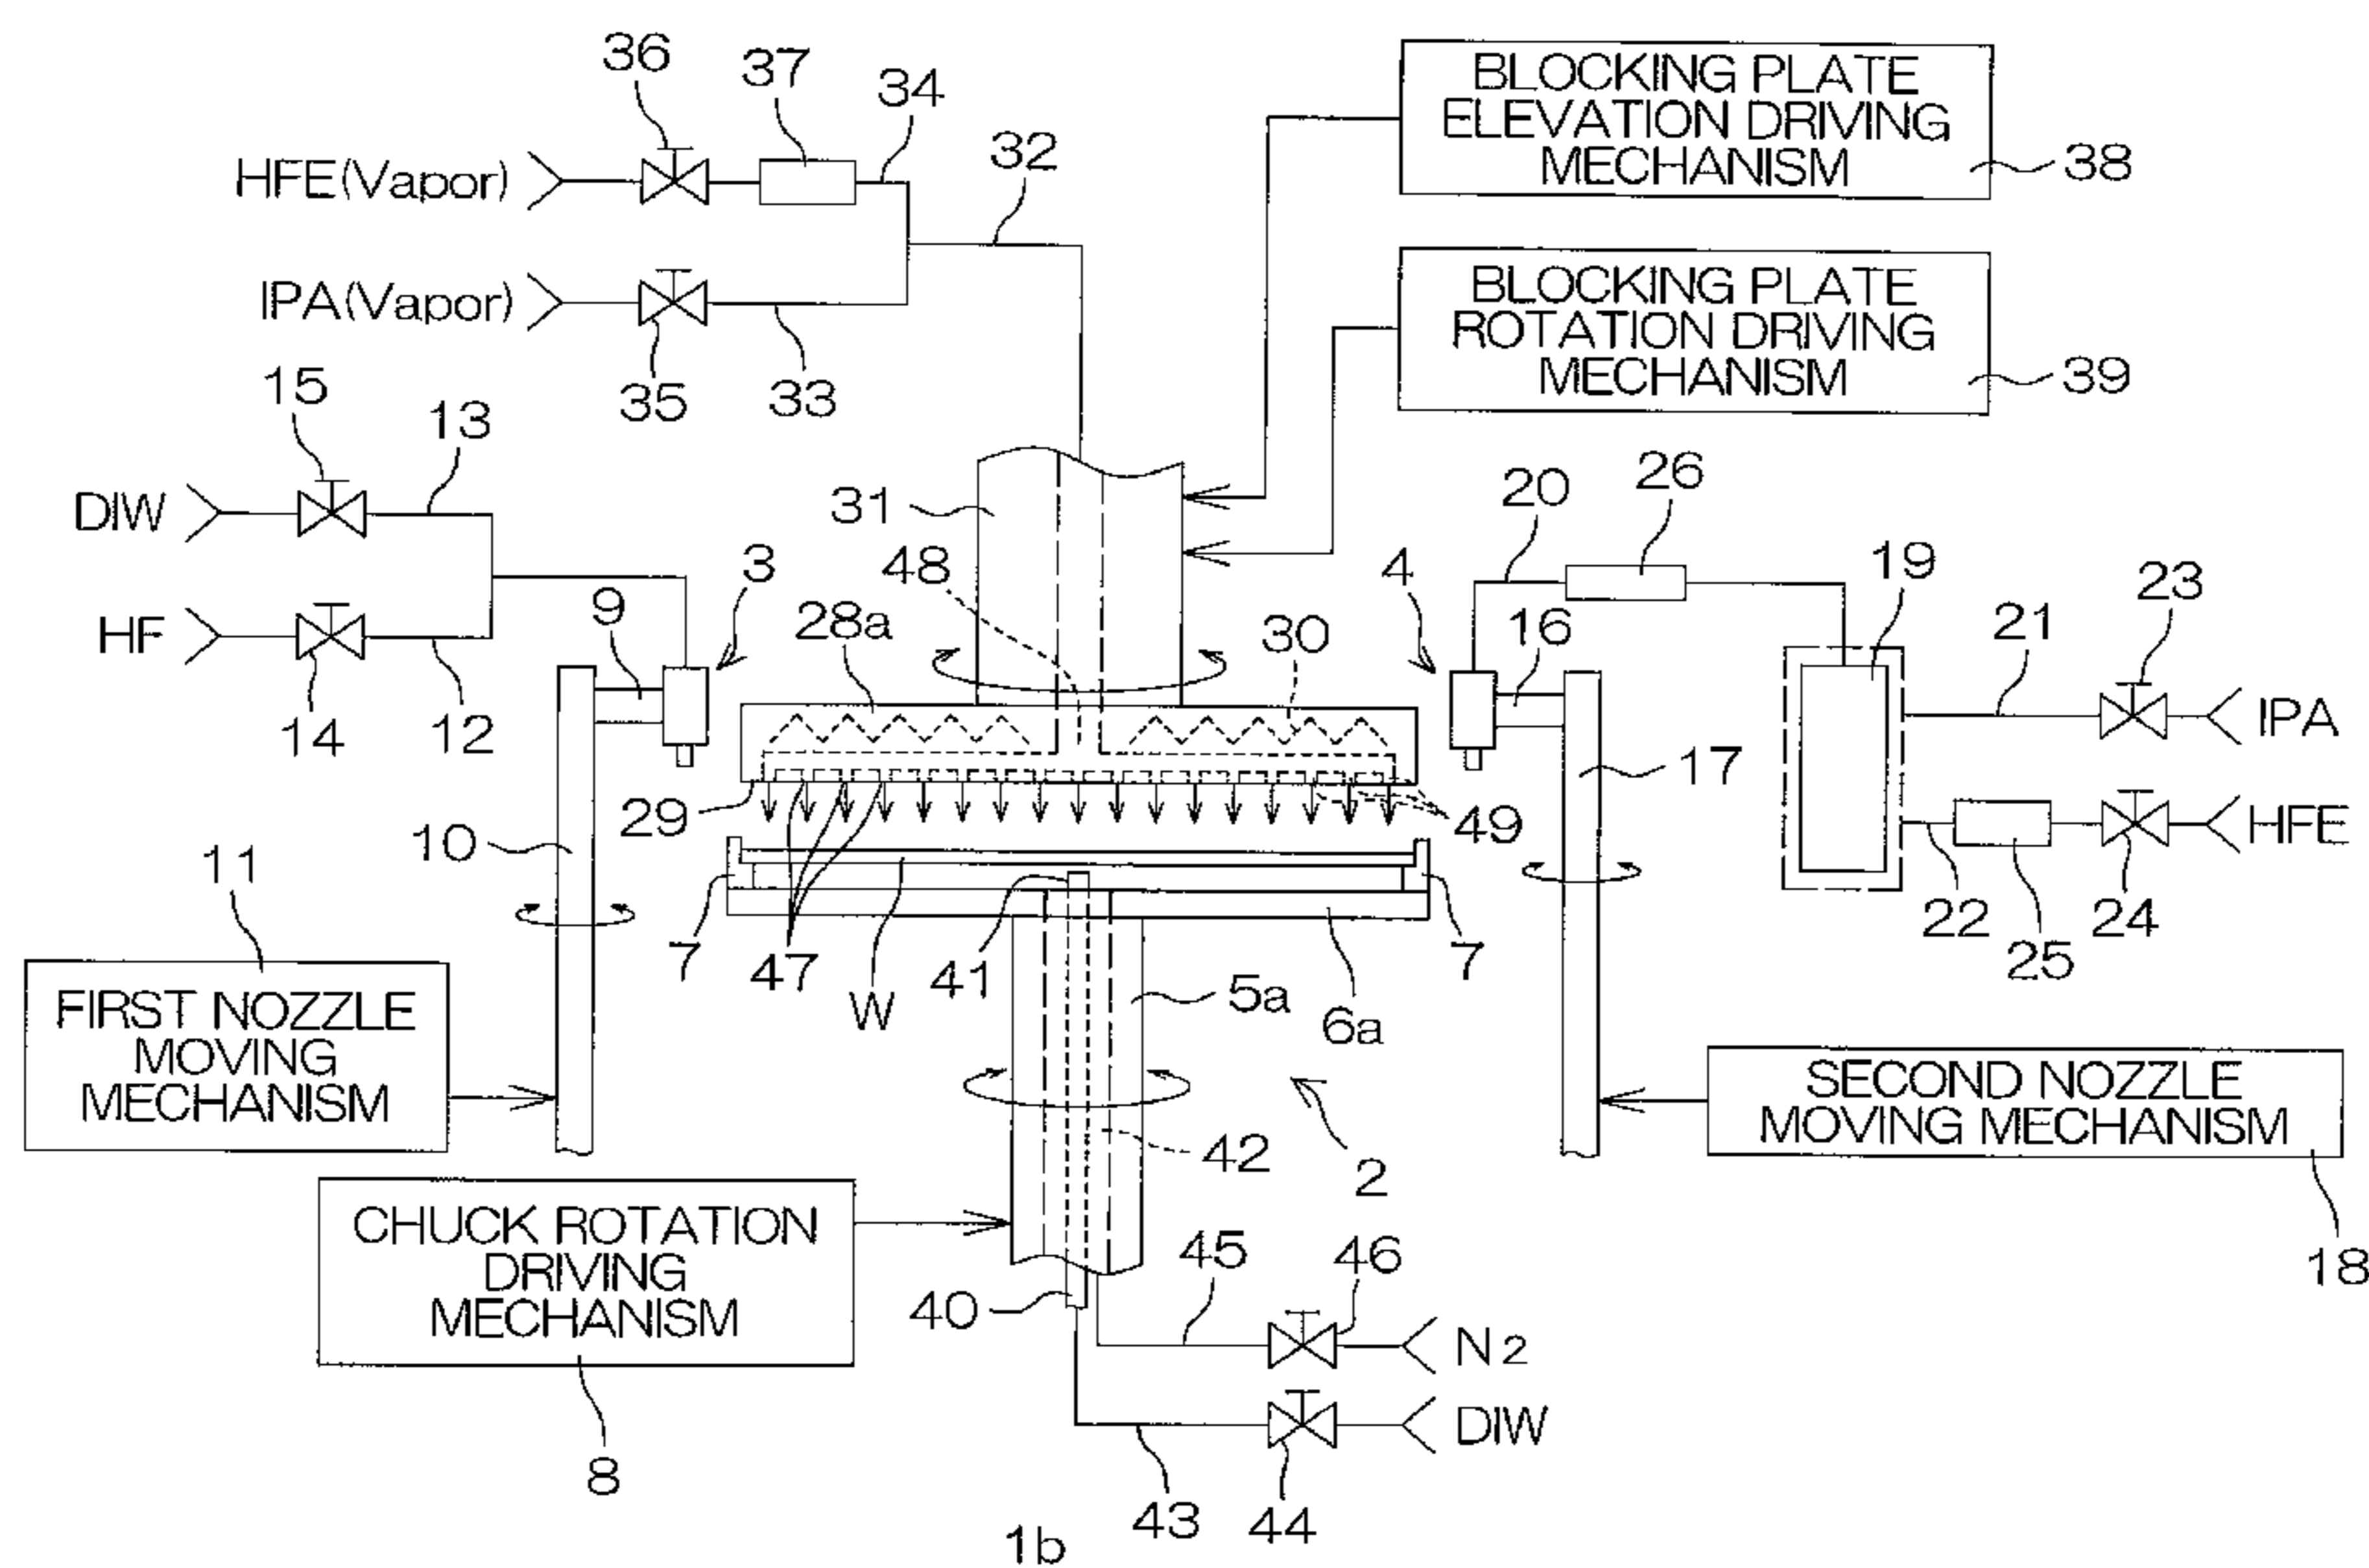 36
37
34
BLOCKING PLATE
ELEVATION DRIVING
MECHANISM
38
HFE(Vapor)
32
IPA(Vapor)
35
33
BLOCKING PLATE
ROTATION DRIVING
MECHANISM
39
15
13
DIW
31
20
26
48
3
4
19
23
HF
9
28a
30
16
21
14
12
IPA
17
29
49
10
HFE
11
7
47
W
41
5a
6a
7
22
25
24
FIRST NOZZLE
MOVING
MECHANISM
42
2
SECOND NOZZLE
MOVING MECHANISM
18
CHUCK ROTATION
DRIVING
MECHANISM
8
40
45
46
N2
DIW
43
44
1b